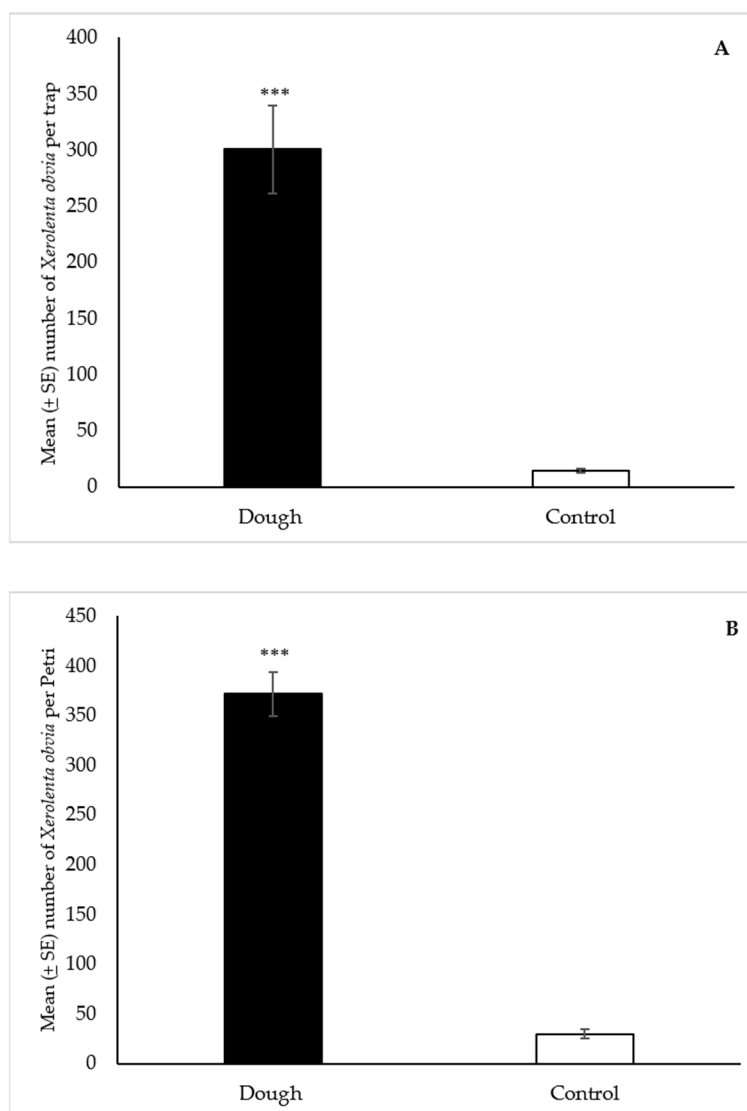 A
Mean (± SE) number of Xerolenta obvia per trap
400
350
300
250
200
150
100
50
0
***
Dough
Control
B
Mean (± SE) number of Xerolenta obvia per Petri
450
400
350
300
250
200
150
100
50
0
***
Dough
Control